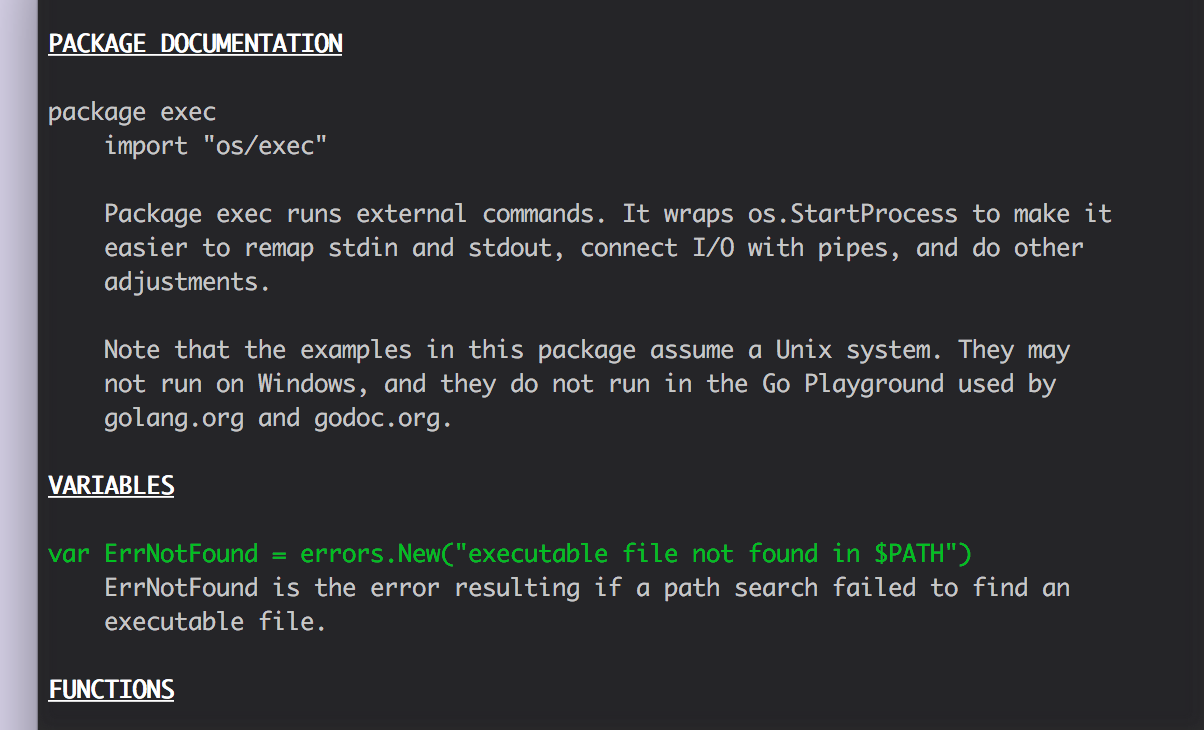 PACKAGE DOCUMENTATION
package exec
import "os/exec"
Package exec runs external commands. It wraps os.StartProcess to make it
easier to remap stdin and stdout, connect I/O with pipes, and do other
adjustments.
Note that the examples in this package assume a Unix system. They may
not run on Windows, and they do not run in the Go Playground used by
golang.org and godoc.org.
VARIABLES
var ErrNotFound = errors.New("executable file not found in $PATH")
ErrNotFound is the error resulting if a path search failed to find an
executable file.
FUNCTIONS